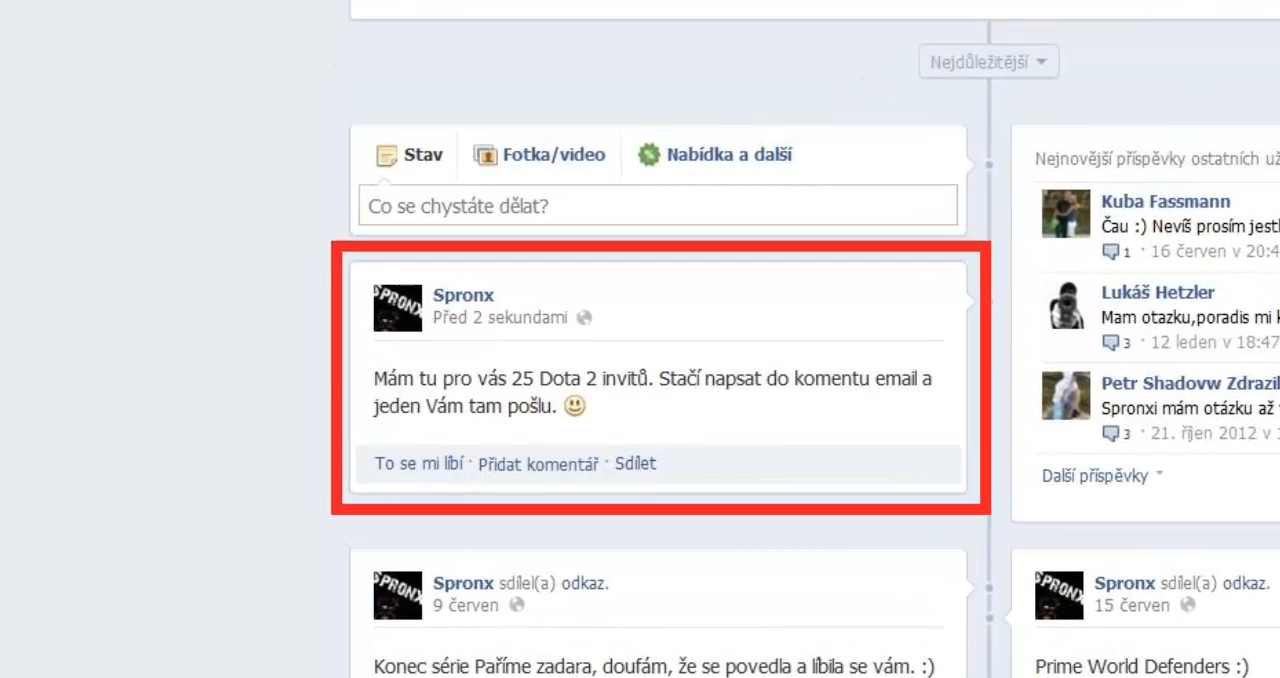 Nejdůležitější
Stav
Fotka/video
Nabídka a další
Co se chystáte dělat?
Spronx
Před 2 sekundami
Mám tu pro vás 25 Dota 2 invitů. Stačí napsat do komentu email a
jeden Vám tam pošlu.
To se mi líbí · Přidat komentář · Sdílet
Spronx sdílel(a) odkaz.
9 červen
Konec série Paříme zadara, doufám, že se povedla a líbila se vám. :)
Nejnovější příspěvky ostatních
Kuba Fassmann
Čau :) Nevíš prosím
1 · 16 červen v
Lukáš Hetzler
Mam otazku,poradis mi
3 · 12 leden v 18:47
Petr Shadovw
Spronxi mám otázku až
3 · 21. říjen 2012 v
Další příspěvky
Spronx sdílel(a) odkaz.
15 červen
Prime World Defenders :)
SPRONX
SPRONX
SPRONX